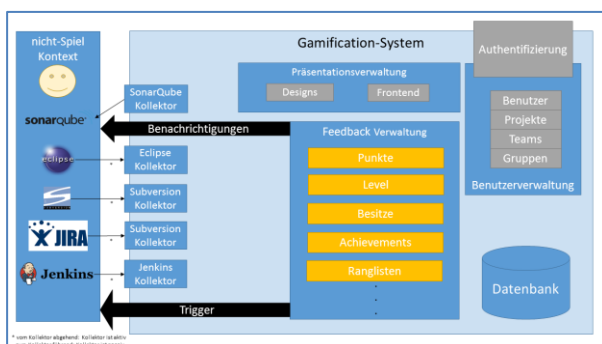 nicht-Spiel
Kontext
sonarqube
eclipse
SUBVERSION
JIRA
Jenkins
Gamification-System
SonarQube
Kollektor
Benachrichtigungen
Eclipse
Kollektor
Subversion
Kollektor
Subversion
Kollektor
Jenkins
Kollektor
Trigger
Präsentationsverwaltung
Designs
Frontend
Feedback Verwaltung
Punkte
Level
Besitze
Achievements
Ranglisten
.
.
.
Authentifizierung
Benutzer
Projekte
Teams
Gruppen
Benutzerverwaltung
Datenbank
* vom Kollektor abgehend: Kollektor ist aktiv